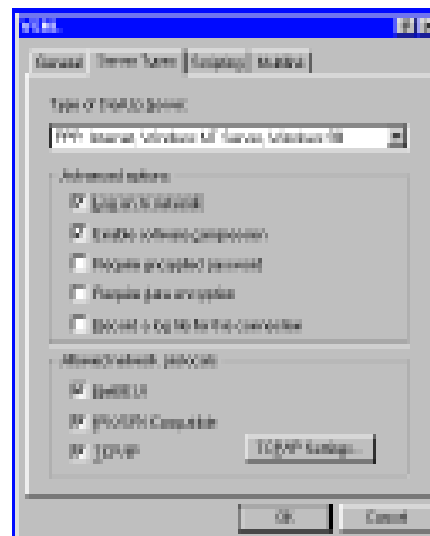 General Server Types Scripting Multilink
Type of Dial-Up Server:
PPP: Internet, Windows NT Server, Windows 98
Advanced options
Log on to network
Enable software compression
Require encrypted password
Require data encryption
Record a log file for this connection
Allowed network protocols
NetBEUI
IPX/SPX Compatible
TCP/IP
TCP/IP Settings...
OK Cancel